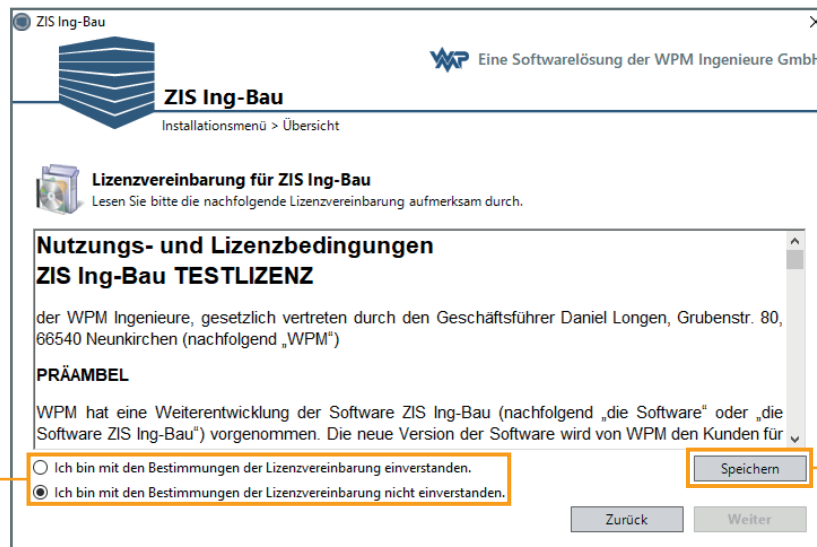 ZIS Ing-Bau
WPM Eine Softwarelösung der WPM Ingenieure GmbH
ZIS Ing-Bau
Installationsmenü > Übersicht
Lizenzvereinbarung für ZIS Ing-Bau
Lesen Sie bitte die nachfolgende Lizenzvereinbarung aufmerksam durch.
Nutzungs- und Lizenzbedingungen
ZIS Ing-Bau TESTLIZENZ
der WPM Ingenieure, gesetzlich vertreten durch den Geschäftsführer Daniel Longen, Grubenstr. 80,
66540 Neunkirchen (nachfolgend „WPM“)
PRÄAMBEL
WPM hat eine Weiterentwicklung der Software ZIS Ing-Bau (nachfolgend „die Software“ oder „die
Software ZIS Ing-Bau“) vorgenommen. Die neue Version der Software wird von WPM den Kunden für
Ich bin mit den Bestimmungen der Lizenzvereinbarung einverstanden.
Speichern
Ich bin mit den Bestimmungen der Lizenzvereinbarung nicht einverstanden.
Zurück
Weiter